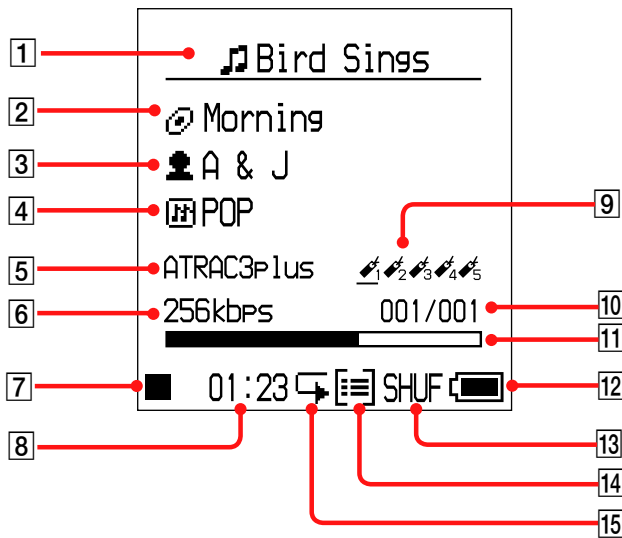 1
Bird Sings
2
Morning
3
A & J
4
POP
9
5
ATRAC3plus
1 2 3 4 5
6
256kbps
001/001
10
11
7
01:23
SHUF
12
8
13
14
15